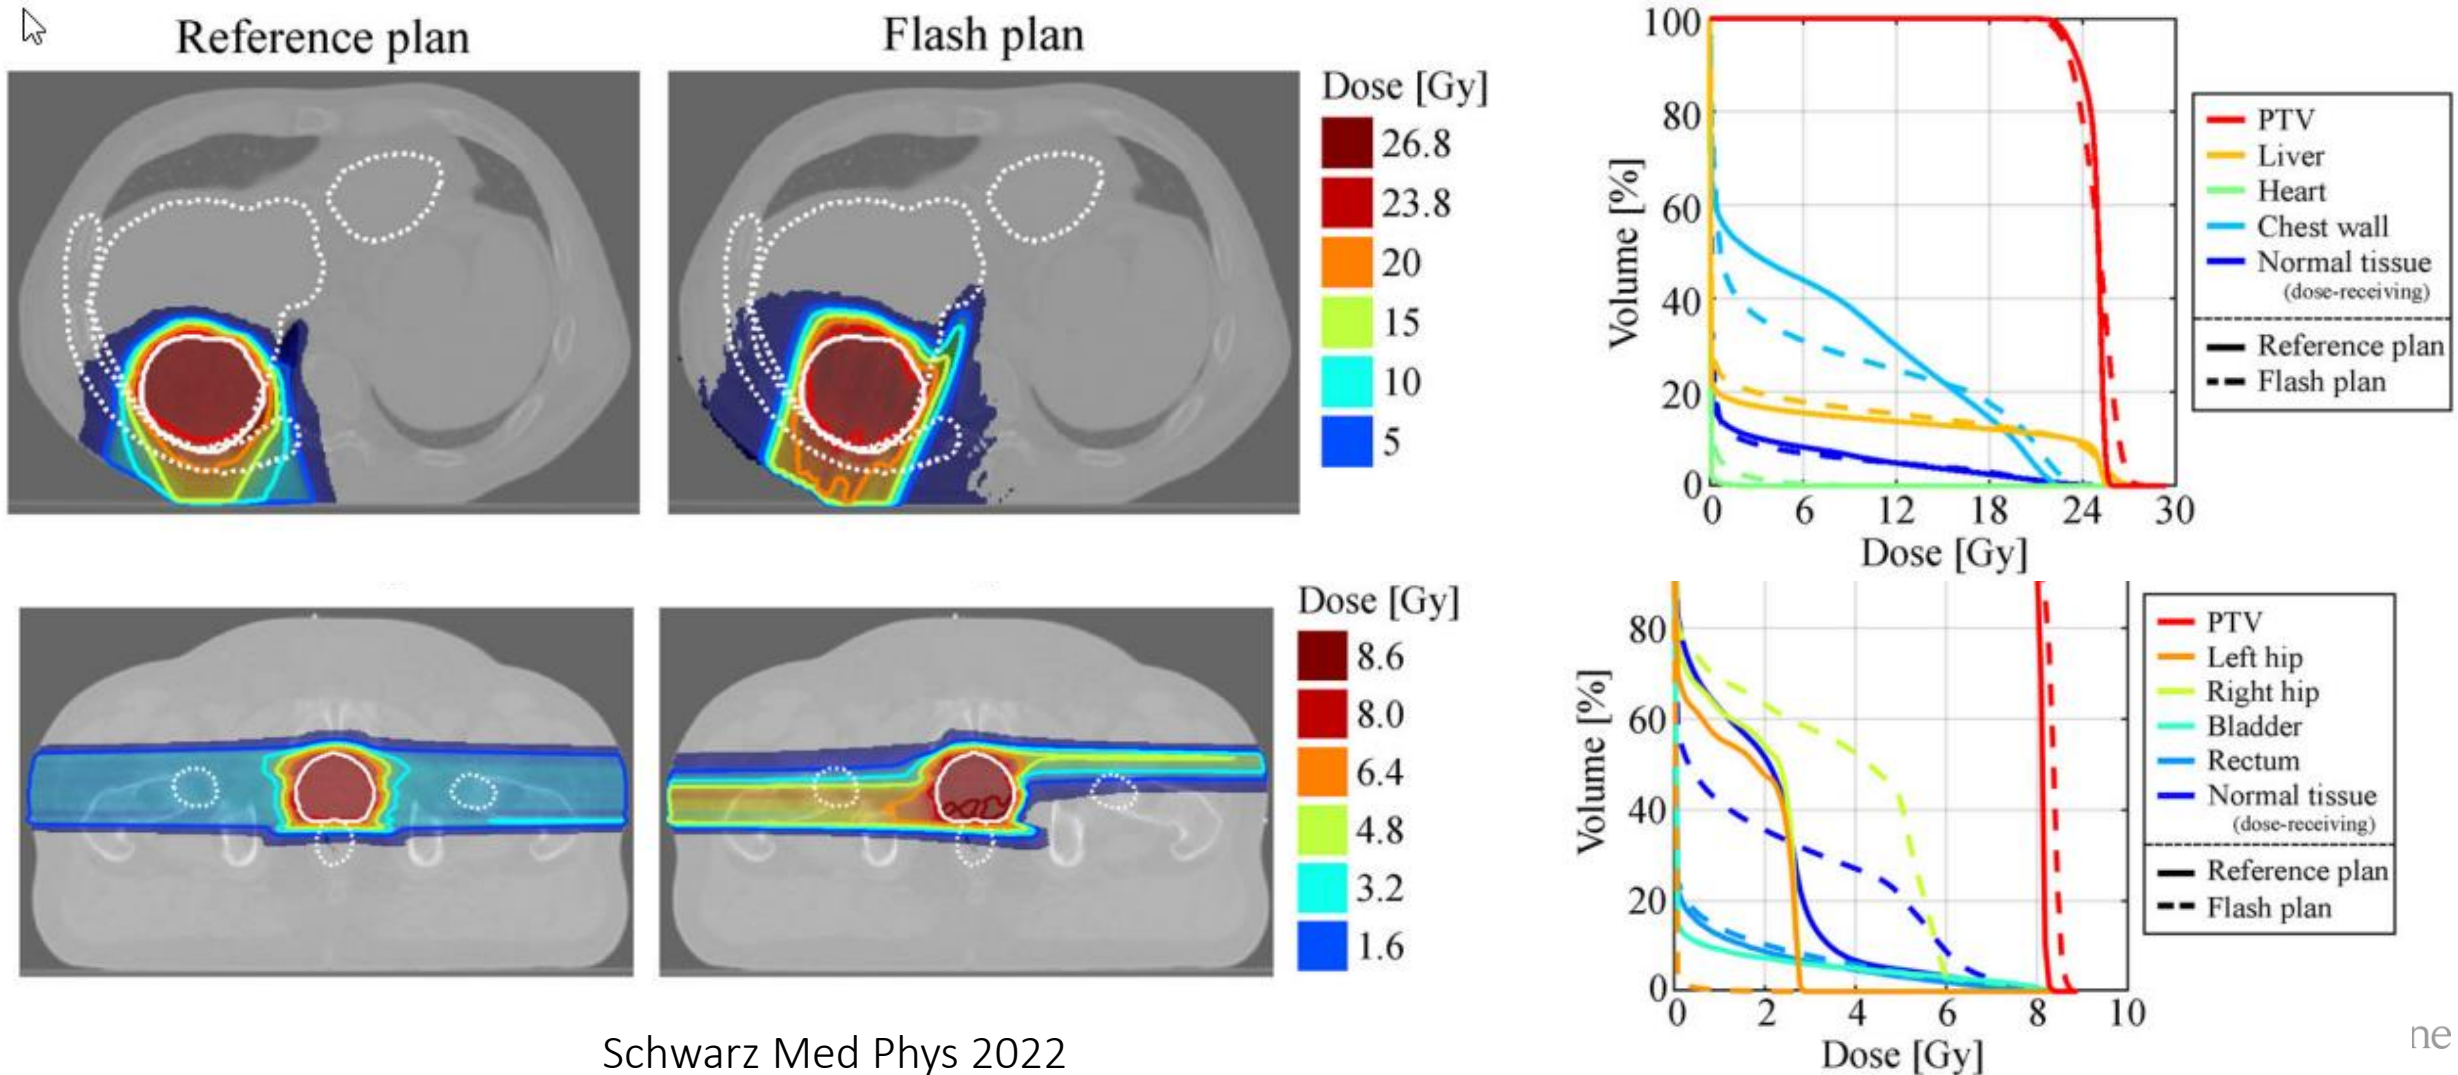 Reference plan
Flash plan
Dose [Gy]
26.8
23.8
20
15
10
5
100
80
60
40
20
0
Volume [%]
0 6 12 18 24 30
Dose [Gy]
PTV
Liver
Heart
Chest wall
Normal tissue
(dose-receiving)
Reference plan
Flash plan
Dose [Gy]
8.6
8.0
6.4
4.8
3.2
1.6
80
60
40
20
0
Volume [%]
0 2 4 6 8 10
Dose [Gy]
PTV
Left hip
Right hip
Bladder
Rectum
Normal tissue
(dose-receiving)
Reference plan
Flash plan
Schwarz Med Phys 2022
ne